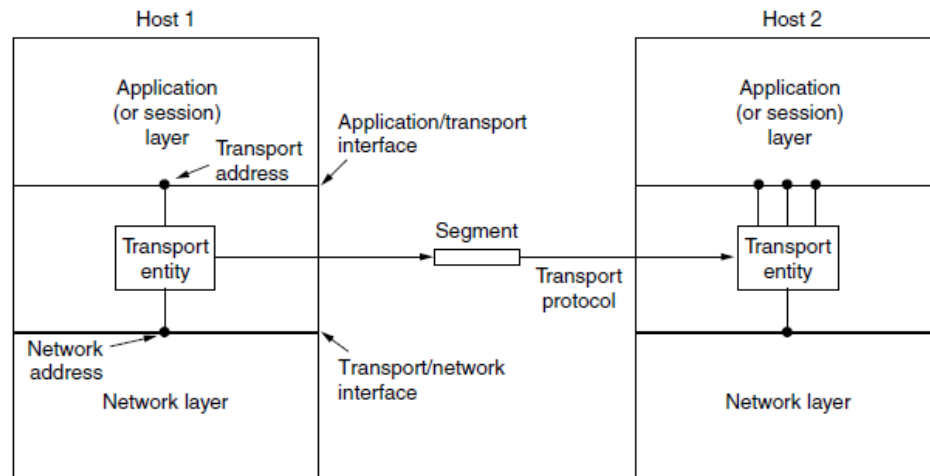 Host 1
Host 2
Application
(or session)
layer
Application
(or session)
layer
Transport
address
Application/transport
interface
Transport
entity
Segment
Transport
protocol
Transport
entity
Network
address
Transport/network
interface
Network layer
Network layer